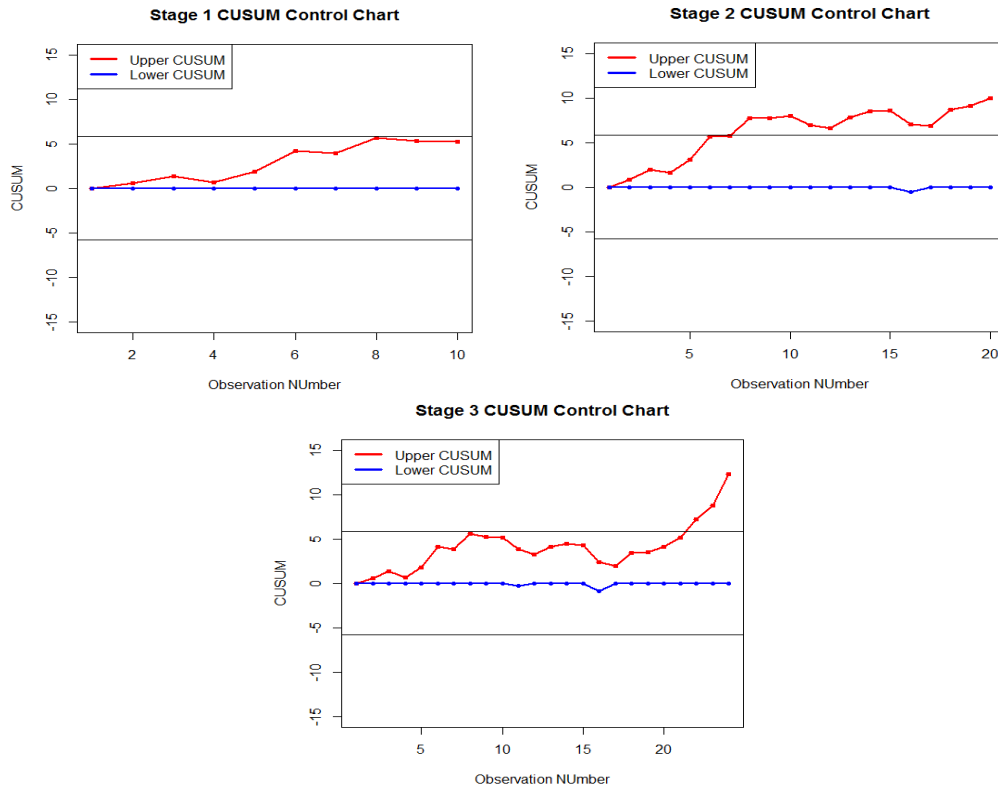 Stage 1 CUSUM Control Chart
Upper CUSUM
Lower CUSUM
15
10
5
0
-5
-10
-15
CUSUM
2
4
6
8
10
Observation NUmber
Stage 2 CUSUM Control Chart
Upper CUSUM
Lower CUSUM
15
10
5
0
-5
-10
-15
CUSUM
5
10
15
20
Observation NUmber
Stage 3 CUSUM Control Chart
Upper CUSUM
Lower CUSUM
15
10
5
0
-5
-10
-15
CUSUM
5
10
15
20
Observation NUmber